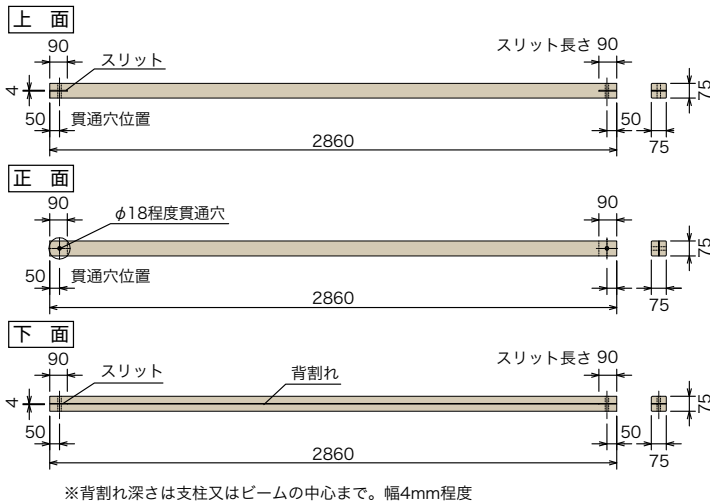 上 面
90 スリット スリット長さ 90
4 75
50 貫通穴位置 50
2860 75
正 面
90 φ18程度貫通穴 90
75
50 貫通穴位置
2860 75
下 面
90 スリット 背割れ スリット長さ 90
4 75
50 50
2860 75
※背割れ深さは支柱又はビームの中心まで。幅4mm程度